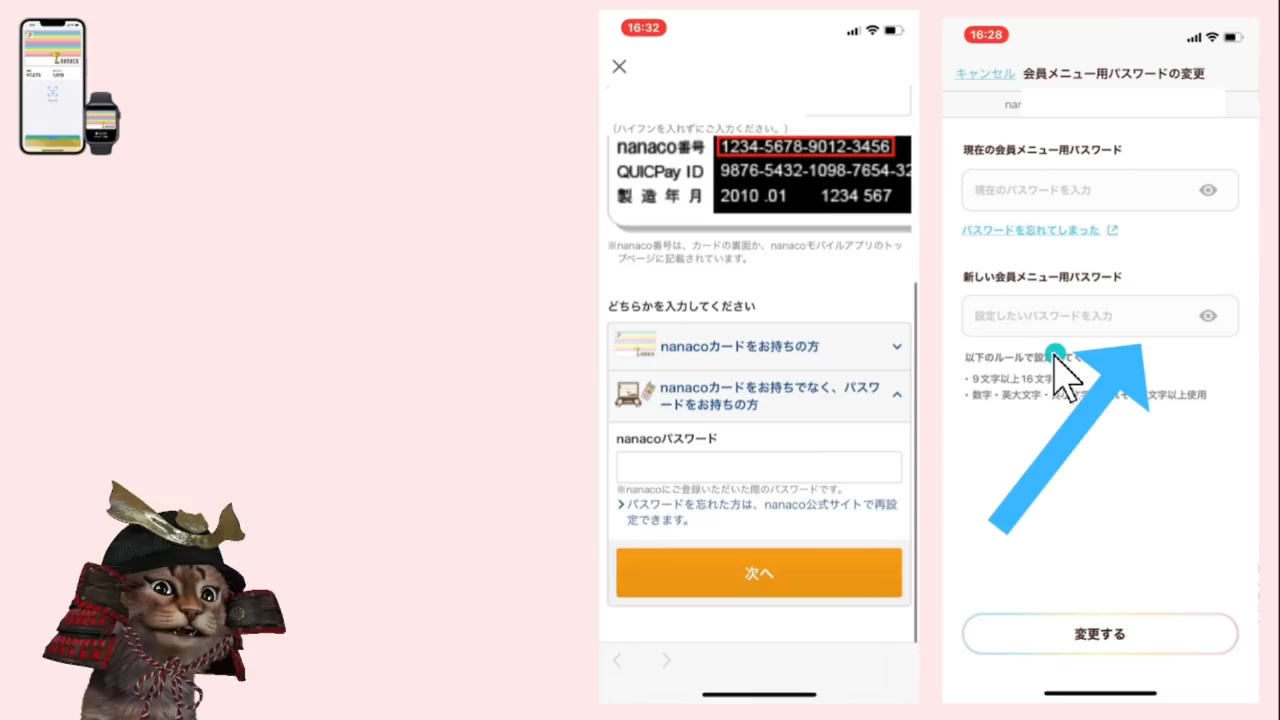 16:32
(ハイフンを入れずにご入力ください。)
nanaco番号 1234-5678-9012-3456
QUICPay ID 9876-5432-1098-7654-32
製造年月 2010 .01 1234 567
※nanaco番号は、カードの裏面か、nanacoモバイルアプリのトッ
プページに記載されています。
どちらかを入力してください
nanacoカードをお持ちの方
nanacoカードをお持ちでなく、パスワ
ードをお持ちの方
nanacoパスワード
※nanacoにご登録いただいた際のパスワードです。
パスワードを忘れた方は、nanaco公式サイトで再設
定できます。
次へ
16:28
キャンセル 会員メニュー用パスワードの変更
nar
現在の会員メニュー用パスワード
現在のパスワードを入力
パスワードを忘れてしまった
新しい会員メニュー用パスワード
設定したいパスワードを入力
以下のルールで設
・9文字以上16文字
・数字・英大文字・ 文字以上使用
変更する